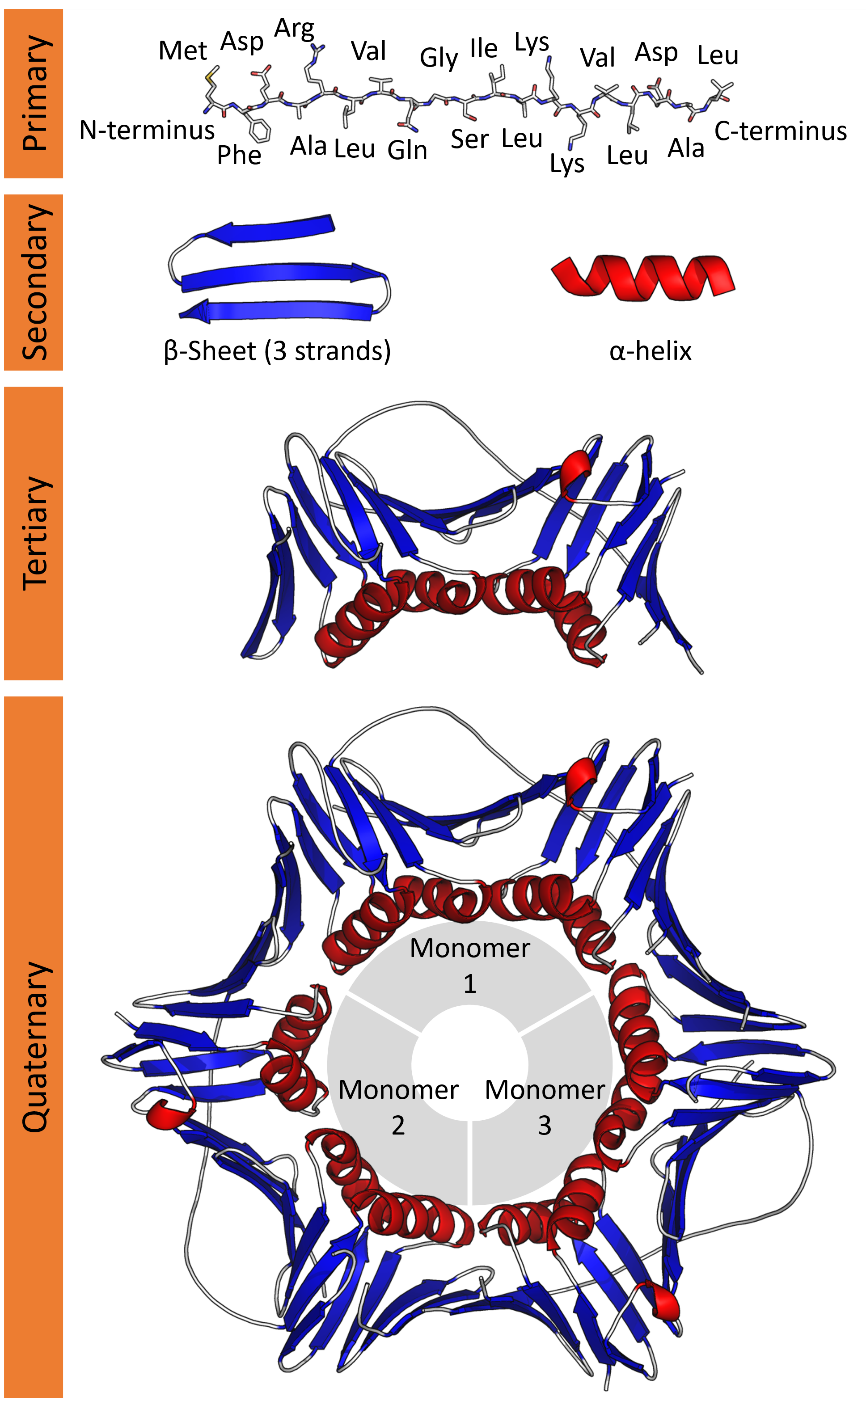 Primary
Met Asp Arg Val Gly Ile Lys Val Asp Leu
N-terminus Phe Ala Leu Gln Ser Leu Lys Leu Ala C-terminus
Secondary
β-Sheet (3 strands)
α-helix
Tertiary
Quaternary
Monomer
1
Monomer
2
Monomer
3